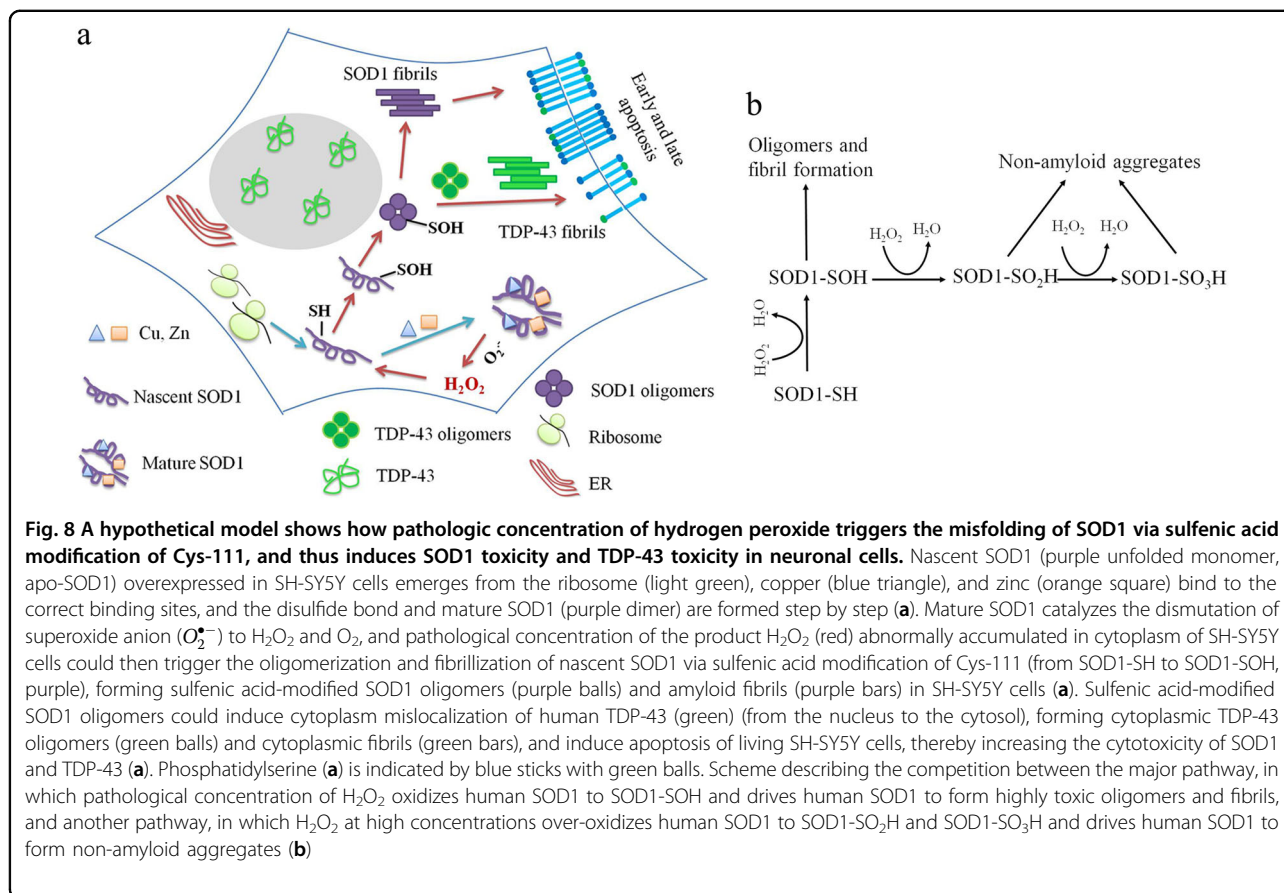 a
SOD1 fibrils
Early and late
apoptosis
SOH
TDP-43 fibrils
SOH
SH
Cu, Zn
O₂·⁻
H₂O₂
Nascent SOD1
SOD1 oligomers
TDP-43 oligomers
Ribosome
Mature SOD1
TDP-43
ER
b
Oligomers and
fibril formation
Non-amyloid aggregates
H₂O₂ H₂O
H₂O₂ H₂O
SOD1-SOH
SOD1-SO₂H
SOD1-SO₃H
H₂O
H₂O₂
SOD1-SH
Fig. 8 A hypothetical model shows how pathologic concentration of hydrogen peroxide triggers the misfolding of SOD1 via sulfenic acid
modification of Cys-111, and thus induces SOD1 toxicity and TDP-43 toxicity in neuronal cells. Nascent SOD1 (purple unfolded monomer,
apo-SOD1) overexpressed in SH-SY5Y cells emerges from the ribosome (light green), copper (blue triangle), and zinc (orange square) bind to the
correct binding sites, and the disulfide bond and mature SOD1 (purple dimer) are formed step by step (a). Mature SOD1 catalyzes the dismutation of
superoxide anion (O₂•−) to H₂O₂ and O₂, and pathological concentration of the product H₂O₂ (red) abnormally accumulated in cytoplasm of SH-SY5Y
cells could then trigger the oligomerization and fibrillization of nascent SOD1 via sulfenic acid modification of Cys-111 (from SOD1-SH to SOD1-SOH,
purple), forming sulfenic acid-modified SOD1 oligomers (purple balls) and amyloid fibrils (purple bars) in SH-SY5Y cells (a). Sulfenic acid-modified
SOD1 oligomers could induce cytoplasm mislocalization of human TDP-43 (green) (from the nucleus to the cytosol), forming cytoplasmic TDP-43
oligomers (green balls) and cytoplasmic fibrils (green bars), and induce apoptosis of living SH-SY5Y cells, thereby increasing the cytotoxicity of SOD1
and TDP-43 (a). Phosphatidylserine (a) is indicated by blue sticks with green balls. Scheme describing the competition between the major pathway, in
which pathological concentration of H₂O₂ oxidizes human SOD1 to SOD1-SOH and drives human SOD1 to form highly toxic oligomers and fibrils,
and another pathway, in which H₂O₂ at high concentrations over-oxidizes human SOD1 to SOD1-SO₂H and SOD1-SO₃H and drives human SOD1 to
form non-amyloid aggregates (b)